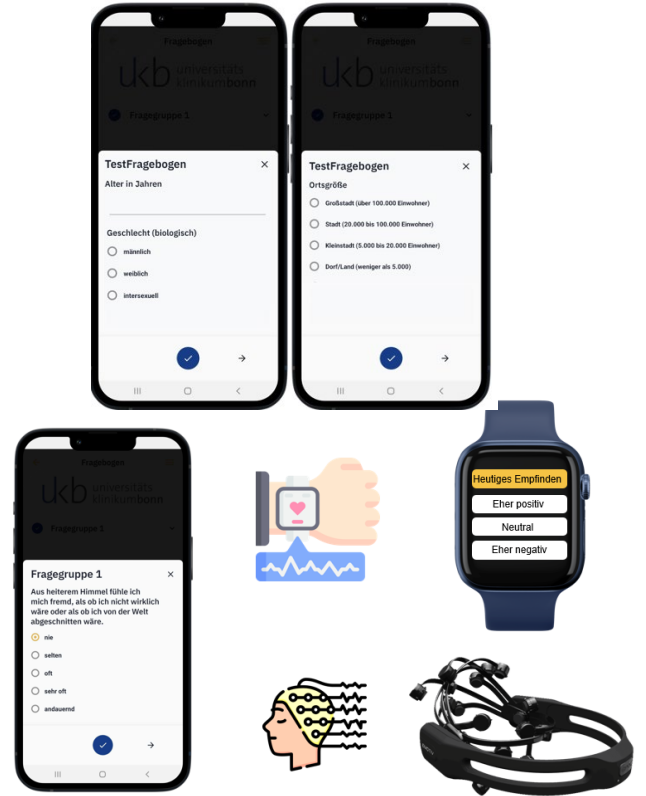 Fragebogen
ukb universitäts
klinikumbonn
Fragegruppe 1
TestFragebogen
Alter in Jahren
Geschlecht (biologisch)
männlich
weiblich
intersexuell
Fragebogen
ukb universitäts
klinikumbonn
Fragegruppe 1
TestFragebogen
Ortsgröße
Großstadt (über 100.000 Einwohner)
Stadt (20.000 bis 100.000 Einwohner)
Kleinstadt (5.000 bis 20.000 Einwohner)
Dorf/Land (weniger als 5.000)
Fragebogen
ukb universitäts
klinikumbonn
Fragegruppe 1
Fragegruppe 1
Aus heiterem Himmel fühle ich
mich fremd, als ob ich nicht wirklich
wäre oder als ob ich von der Welt
abgeschnitten wäre.
nie
selten
oft
sehr oft
andauernd
Heutiges Empfinden
Eher positiv
Neutral
Eher negativ